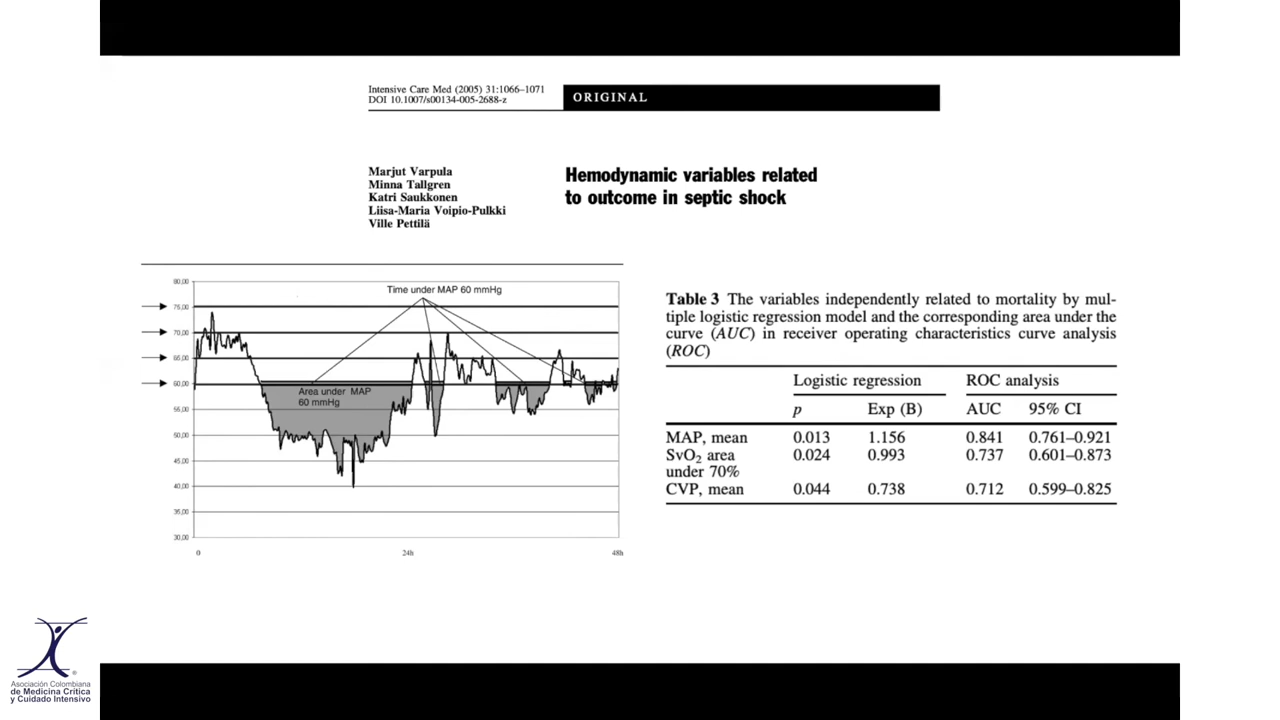 Intensive Care Med (2005) 31:1066–1071
DOI 10.1007/s00134-005-2688-z
ORIGINAL
Marjut Varpula
Minna Tallgren
Katri Saukkonen
Liisa-Maria Voipio-Pulkki
Ville Pettilä
Hemodynamic variables related
to outcome in septic shock
80,00
75,00
70,00
65,00
60,00
55,00
50,00
45,00
40,00
35,00
30,00
Time under MAP 60 mmHg
Area under MAP
60 mmHg
0
24h
48h
Table 3 The variables independently related to mortality by mul-
tiple logistic regression model and the corresponding area under the
curve (AUC) in receiver operating characteristics curve analysis
(ROC)
Logistic regression ROC analysis
p Exp (B) AUC 95% CI
MAP, mean 0.013 1.156 0.841 0.761–0.921
SvO2 area 0.024 0.993 0.737 0.601–0.873
under 70%
CVP, mean 0.044 0.738 0.712 0.599–0.825
Asociación Colombiana
de Medicina Crítica
y Cuidado Intensivo